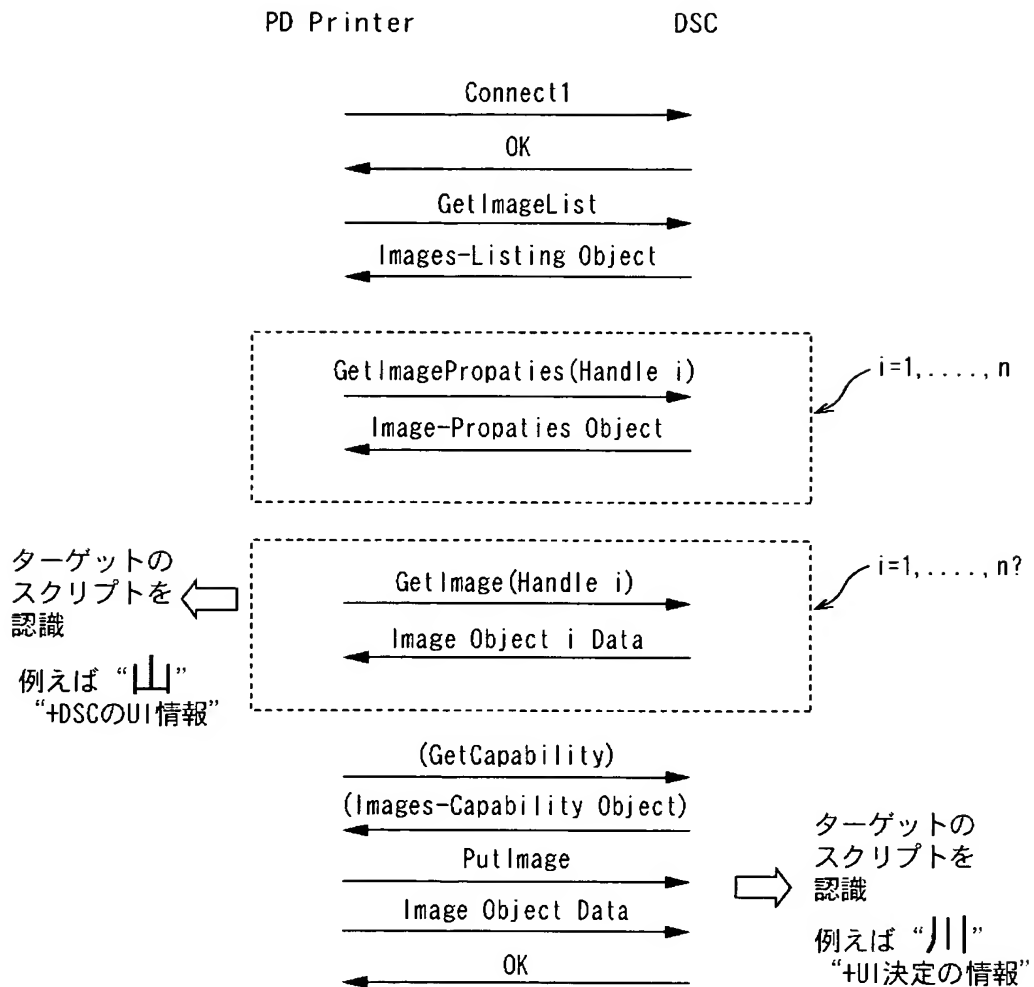 PD Printer
DSC
Connect1
OK
GetImageList
Images-Listing Object
GetImagePropaties(Handle i)
i=1,....,n
Image-Propaties Object
ターゲットの
スクリプトを
認識
例えば “山”
“+DSCのUI情報”
GetImage(Handle i)
i=1,....,n?
Image Object i Data
(GetCapability)
(Images-Capability Object)
PutImage
Image Object Data
OK
ターゲットの
スクリプトを
認識
例えば “川”
“+UI決定の情報”